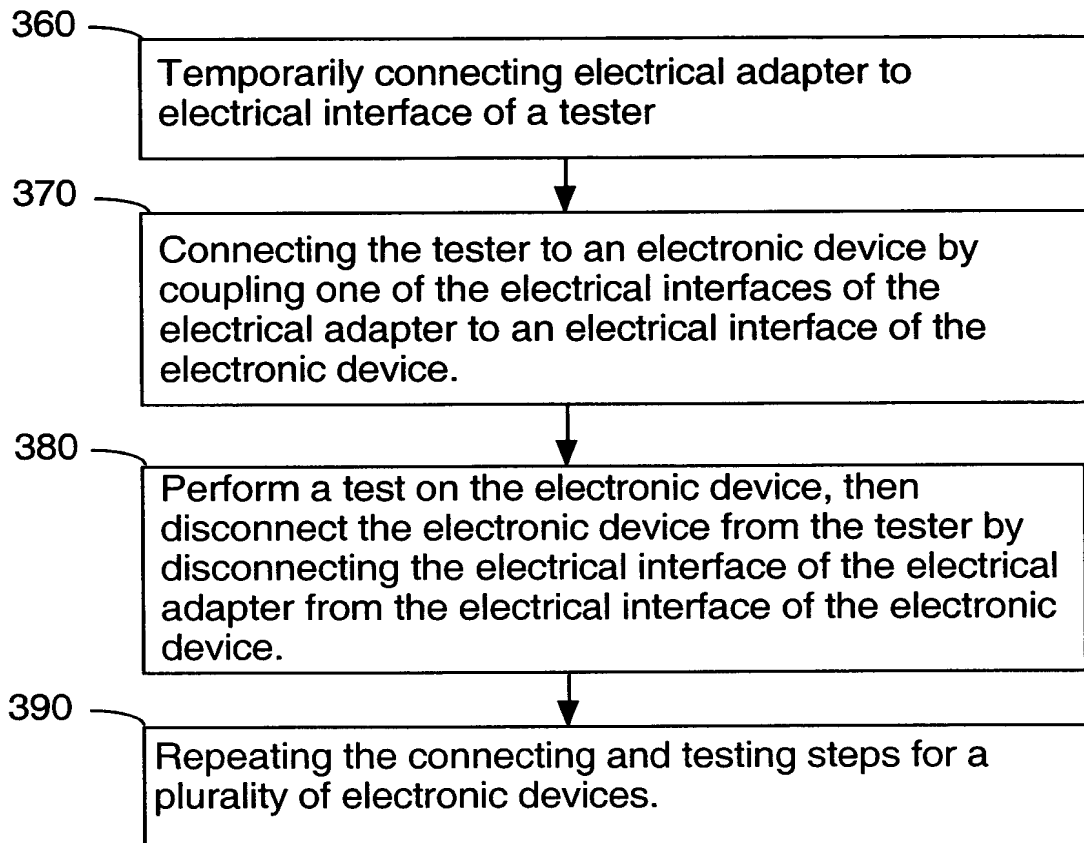 360
Temporarily connecting electrical adapter to
electrical interface of a tester
370
Connecting the tester to an electronic device by
coupling one of the electrical interfaces of the
electrical adapter to an electrical interface of the
electronic device.
380
Perform a test on the electronic device, then
disconnect the electronic device from the tester by
disconnecting the electrical interface of the electrical
adapter from the electrical interface of the electronic
device.
390
Repeating the connecting and testing steps for a
plurality of electronic devices.